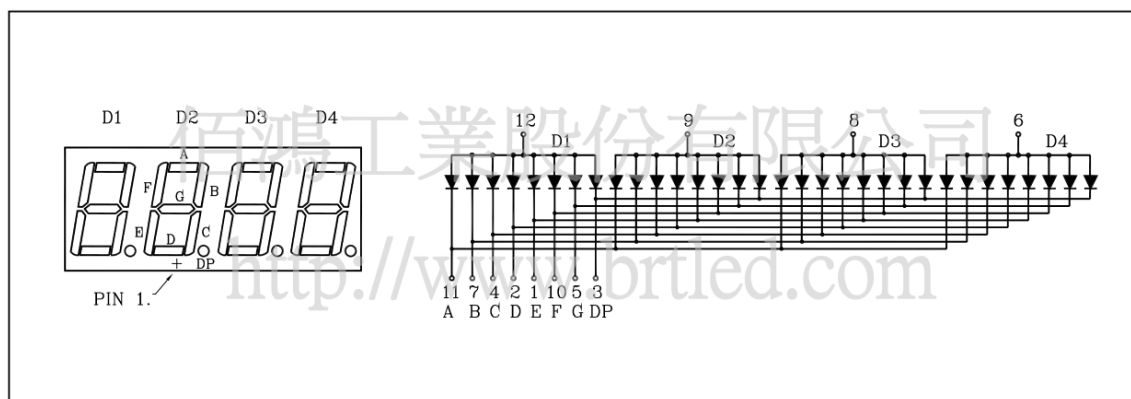 佰鴻工業股份有限公司
D1 D2 D3 D4
A
F
G
B
E
D
C
+ DP
PIN 1.
12 9 8 6
D1 D2 D3 D4
http://www.brtled.com
11 7 4 2 1 10 5 3
A B C D E F G DP